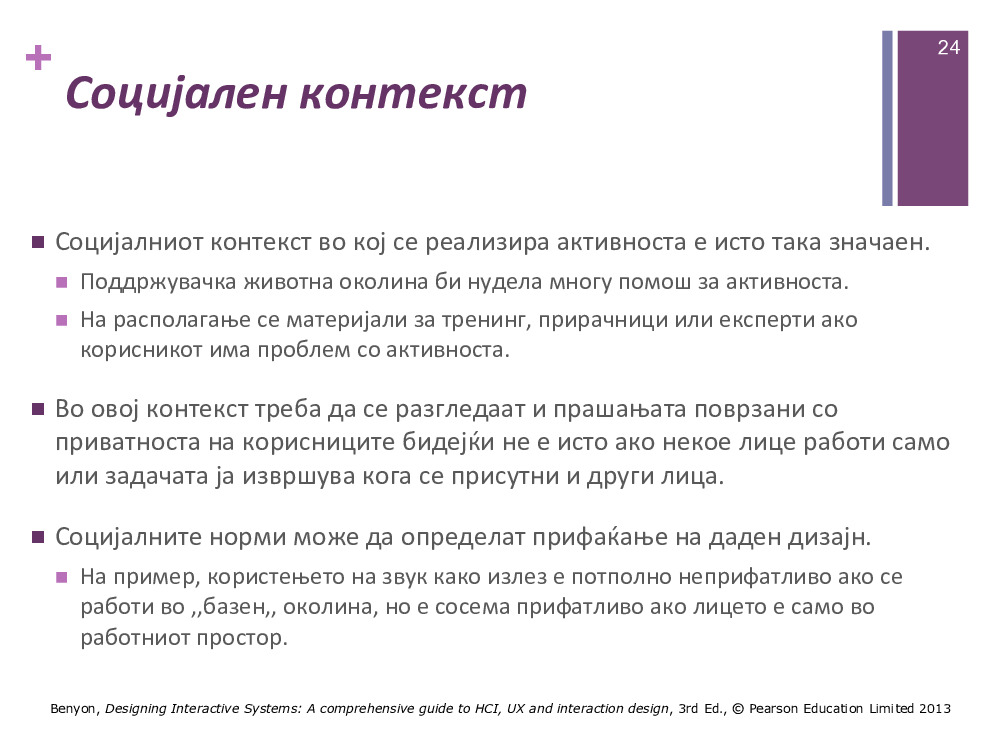 24
+
Социјален контекст
Социјалниот контекст во кој се реализира активноста е исто така значаен.
Поддржувачка животна околина би нудела многу помош за активноста.
На располагање се материјали за тренинг, прирачници или експерти ако
корисникот има проблем со активноста.
Во овој контекст треба да се разгледаат и прашањата поврзани со
приватноста на корисниците бидејќи не е исто ако некое лице работи само
или задачата ја извршува кога се присутни и други лица.
Социјалните норми може да определат прифаќање на даден дизајн.
На пример, користењето на звук како излез е потполно неприфатливо ако се
работи во ,,базен,, околина, но е сосема прифатливо ако лицето е само во
работниот простор.
Benyon, Designing Interactive Systems: A comprehensive guide to HCI, UX and interaction design, 3rd Ed., © Pearson Education Limited 2013